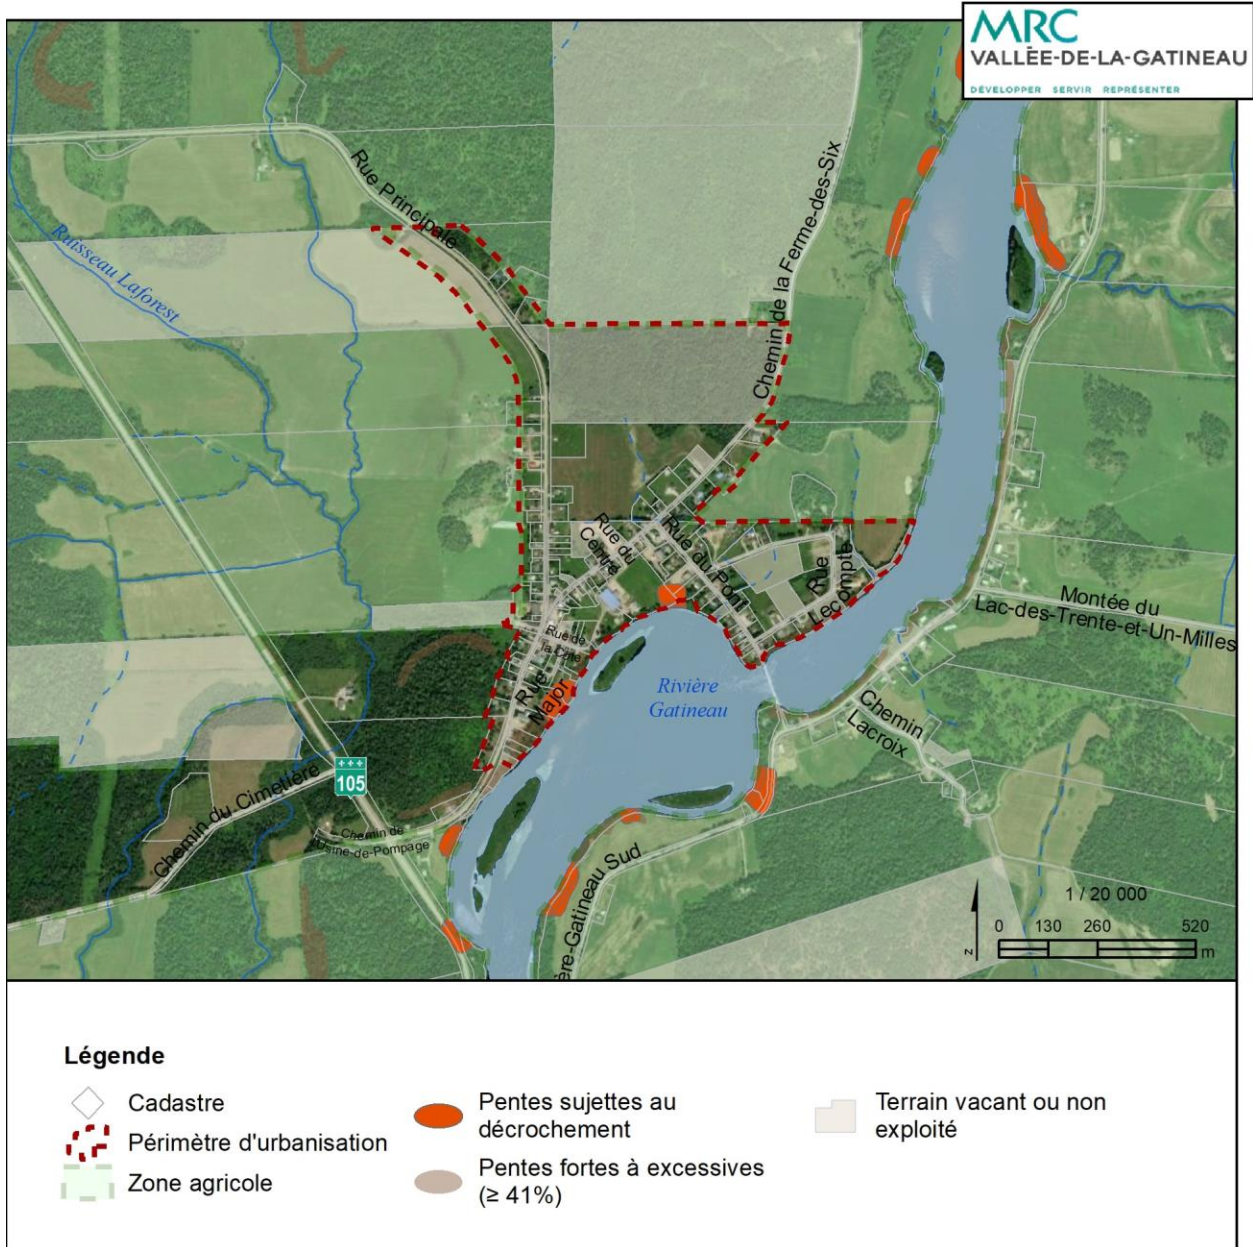 MRC
VALLÉE-DE-LA-GATINEAU
DÉVELOPPER SERVIR REPRÉSENTER
Rue Principale
Ruisseau Laforest
Chemin de la Ferme-des-Six
Rue du
Centre
Rue du Pont
Rue
Lecompte
Montée du
Lac-des-Trente-et-Un-Milles
Rue de
la Côte
Rue
Major
Rivière
Gatineau
Chemin
Lacroix
105
Chemin du Cimetière
Chemin de
Usine-de-Pompage
ère-Gatineau Sud
1 / 20 000
0 130 260 520
m
N
Légende
Cadastre
Périmètre d'urbanisation
Zone agricole
Pentes sujettes au
décrochement
Pentes fortes à excessives
(≥ 41%)
Terrain vacant ou non
exploité